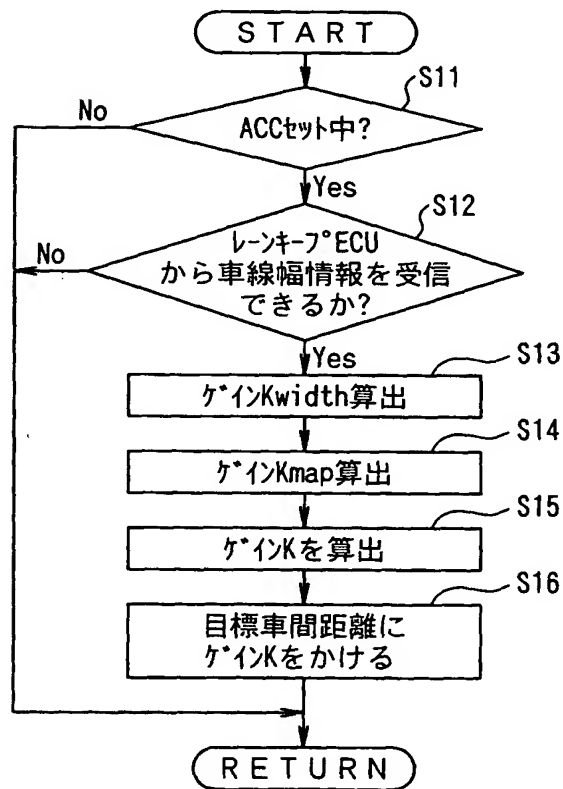 START
S11
No
ACCｾｯﾄ中?
Yes
S12
No
ﾚｰﾝｷｰﾌﾟECU
から車線幅情報を受信
できるか?
Yes
S13
ｹﾞｲﾝKwidth算出
S14
ｹﾞｲﾝKmap算出
S15
ｹﾞｲﾝKを算出
S16
目標車間距離に
ｹﾞｲﾝKをかける
RETURN